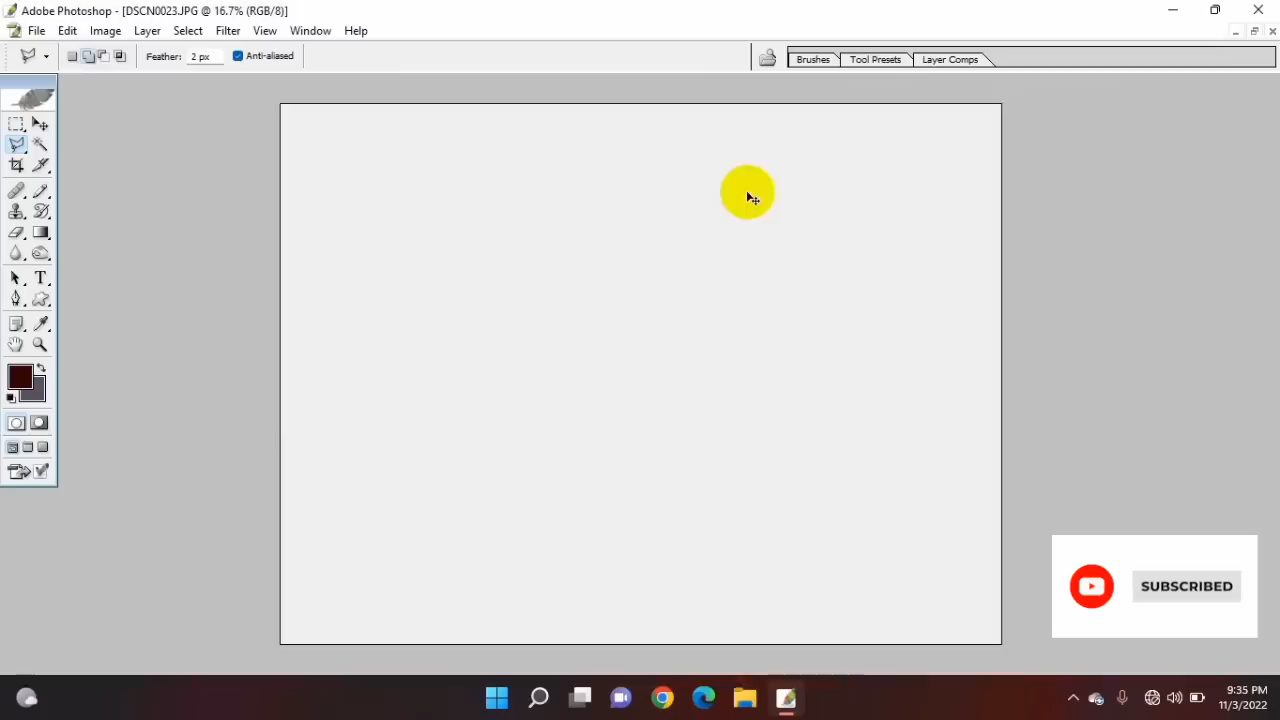 Adobe Photoshop - [DSCN0023.JPG @ 16.7% (RGB/8)]
File Edit Image Layer Select Filter View Window Help
Feather: 2 px Anti-aliased Brushes Tool Presets Layer Comps
T
SUBSCRIBED
9:35 PM
11/3/2022